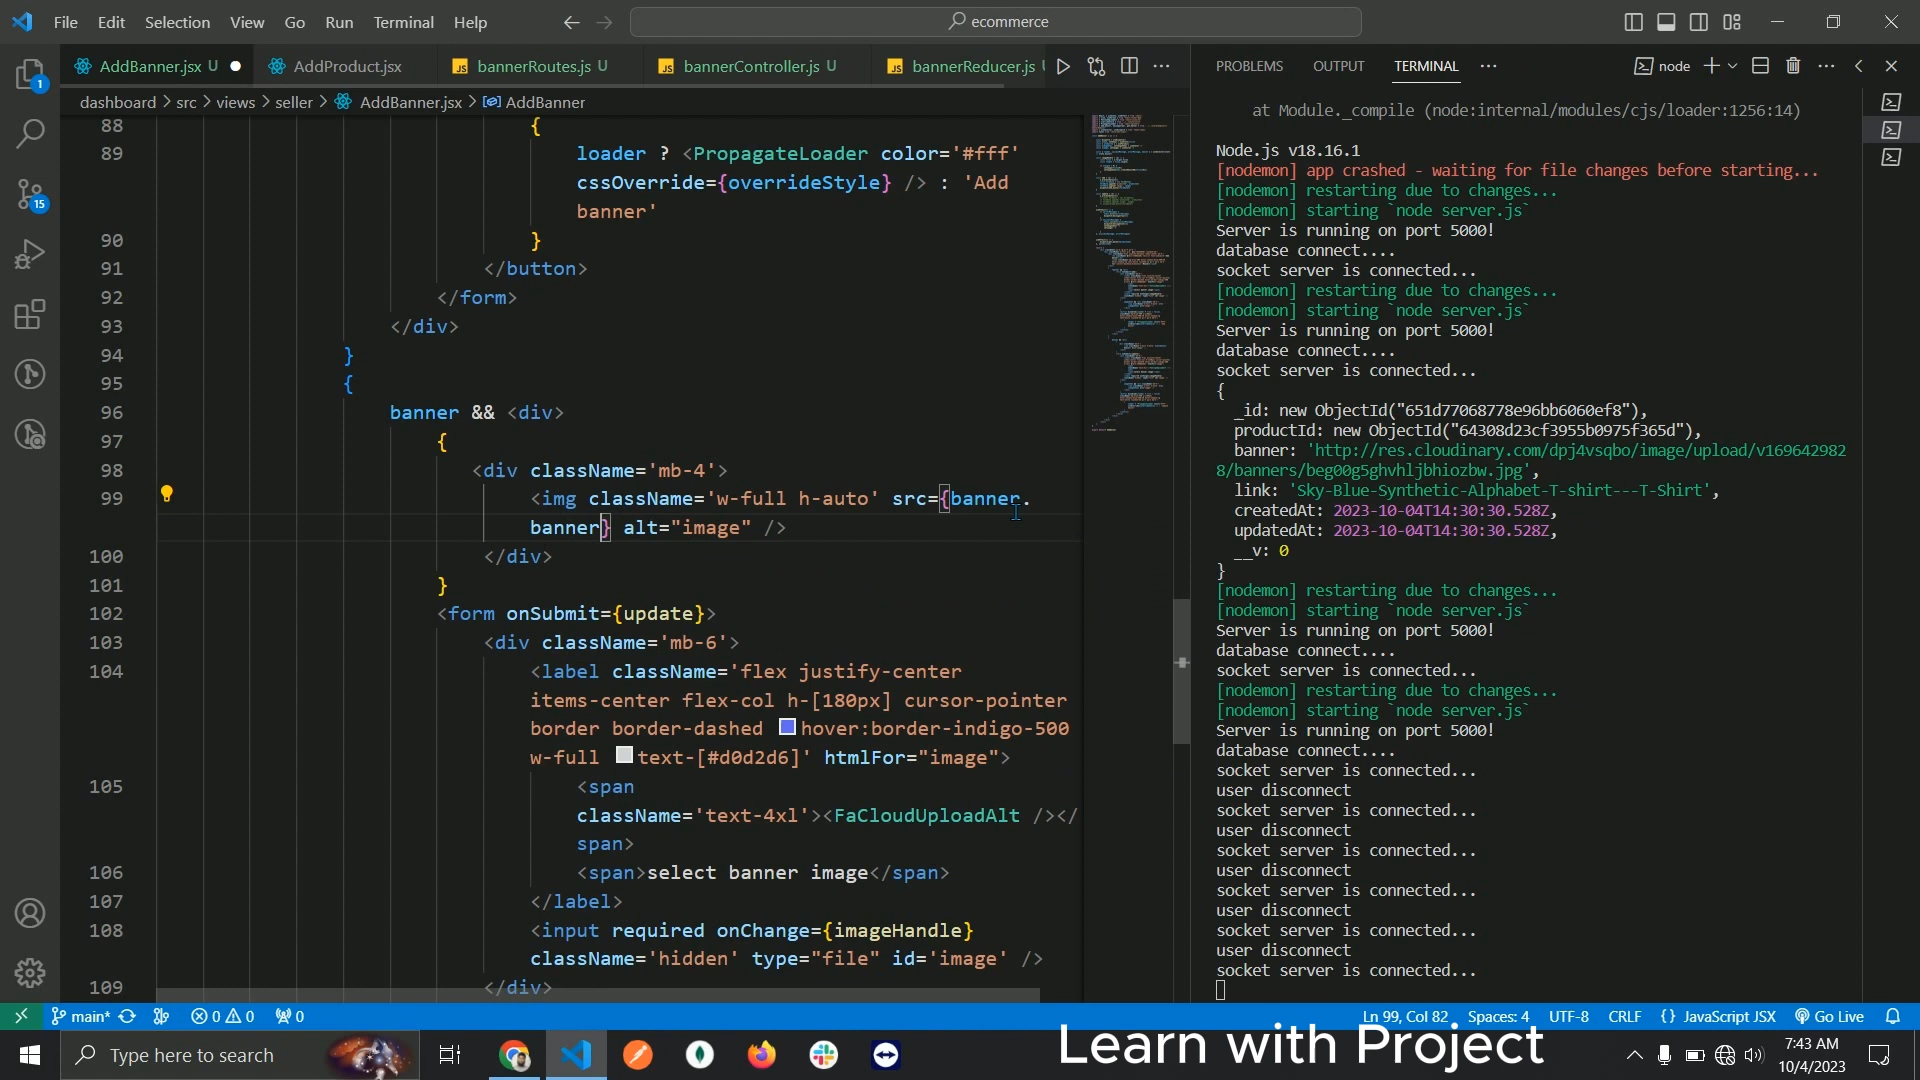 File Edit Selection View Go Run Terminal Help
ecommerce
AddBanner.jsx U
AddProduct.jsx
bannerRoutes.js U
bannerController.js U
bannerReducer.js
PROBLEMS OUTPUT TERMINAL
node
dashboard > src > views > seller > AddBanner.jsx > AddBanner
88 {
89 loader ? <PropagateLoader color='#fff'
cssOverride={overrideStyle} /> : 'Add
banner'
90 }
91 </button>
92 </form>
93 </div>
94 }
95 {
96 banner && <div>
97 {
98 <div className='mb-4'>
99 <img className='w-full h-auto' src={banner.
banner} alt="image" />
100 </div>
101 }
102 <form onSubmit={update}>
103 <div className='mb-6'>
104 <label className='flex justify-center
items-center flex-col h-[180px] cursor-pointer
border border-dashed hover:border-indigo-500
w-full text-[#d0d2d6]' htmlFor="image">
105 <span
className='text-4xl'><FaCloudUploadAlt /></
span>
106 <span>select banner image</span>
107 </label>
108 <input required onChange={imageHandle}
className='hidden' type="file" id='image' />
109 </div>
at Module._compile (node:internal/modules/cjs/loader:1256:14)
Node.js v18.16.1
[nodemon] app crashed - waiting for file changes before starting...
[nodemon] restarting due to changes...
[nodemon] starting `node server.js`
Server is running on port 5000!
database connect....
socket server is connected...
[nodemon] restarting due to changes...
[nodemon] starting `node server.js`
Server is running on port 5000!
database connect....
socket server is connected...
{
_id: new ObjectId("651d77068778e96bb6060ef8"),
productId: new ObjectId("64308d23cf3955b0975f365d"),
banner: 'http://res.cloudinary.com/dpj4vsqbo/image/upload/v169642982
8/banners/beg00g5ghvhljbhiozbw.jpg',
link: 'Sky-Blue-Synthetic-Alphabet-T-shirt---T-Shirt',
createdAt: 2023-10-04T14:30:30.528Z,
updatedAt: 2023-10-04T14:30:30.528Z,
__v: 0
}
[nodemon] restarting due to changes...
[nodemon] starting `node server.js`
Server is running on port 5000!
database connect....
socket server is connected...
[nodemon] restarting due to changes...
[nodemon] starting `node server.js`
Server is running on port 5000!
database connect....
socket server is connected...
user disconnect
socket server is connected...
user disconnect
socket server is connected...
user disconnect
socket server is connected...
user disconnect
socket server is connected...
user disconnect
socket server is connected...
1
15
main* 0 0 0
Ln 99, Col 82 Spaces: 4 UTF-8 CRLF {} JavaScript JSX Go Live
Learn with Project
Type here to search
7:43 AM
10/4/2023